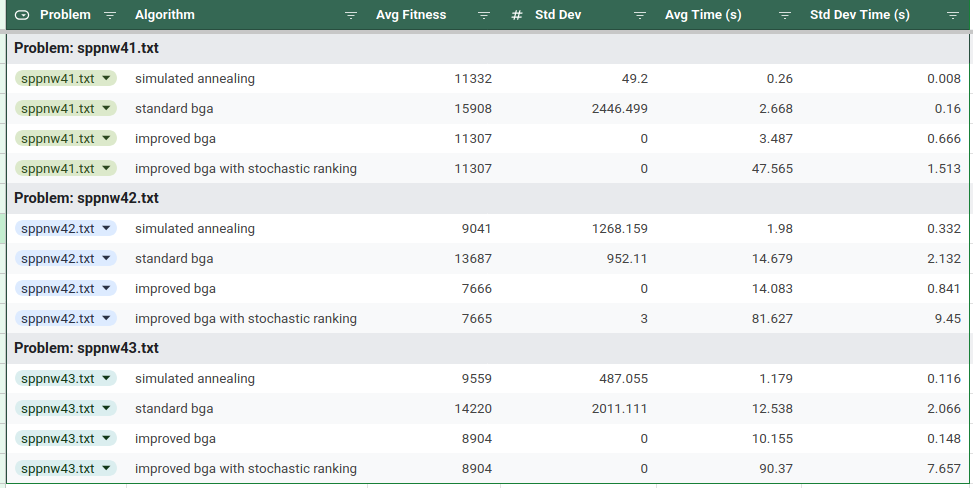 Problem Algorithm Avg Fitness # Std Dev Avg Time (s) Std Dev Time (s)
Problem: sppnw41.txt
sppnw41.txt simulated annealing 11332 49.2 0.26 0.008
sppnw41.txt standard bga 15908 2446.499 2.668 0.16
sppnw41.txt improved bga 11307 0 3.487 0.666
sppnw41.txt improved bga with stochastic ranking 11307 0 47.565 1.513
Problem: sppnw42.txt
sppnw42.txt simulated annealing 9041 1268.159 1.98 0.332
sppnw42.txt standard bga 13687 952.11 14.679 2.132
sppnw42.txt improved bga 7666 0 14.083 0.841
sppnw42.txt improved bga with stochastic ranking 7665 3 81.627 9.45
Problem: sppnw43.txt
sppnw43.txt simulated annealing 9559 487.055 1.179 0.116
sppnw43.txt standard bga 14220 2011.111 12.538 2.066
sppnw43.txt improved bga 8904 0 10.155 0.148
sppnw43.txt improved bga with stochastic ranking 8904 0 90.37 7.657